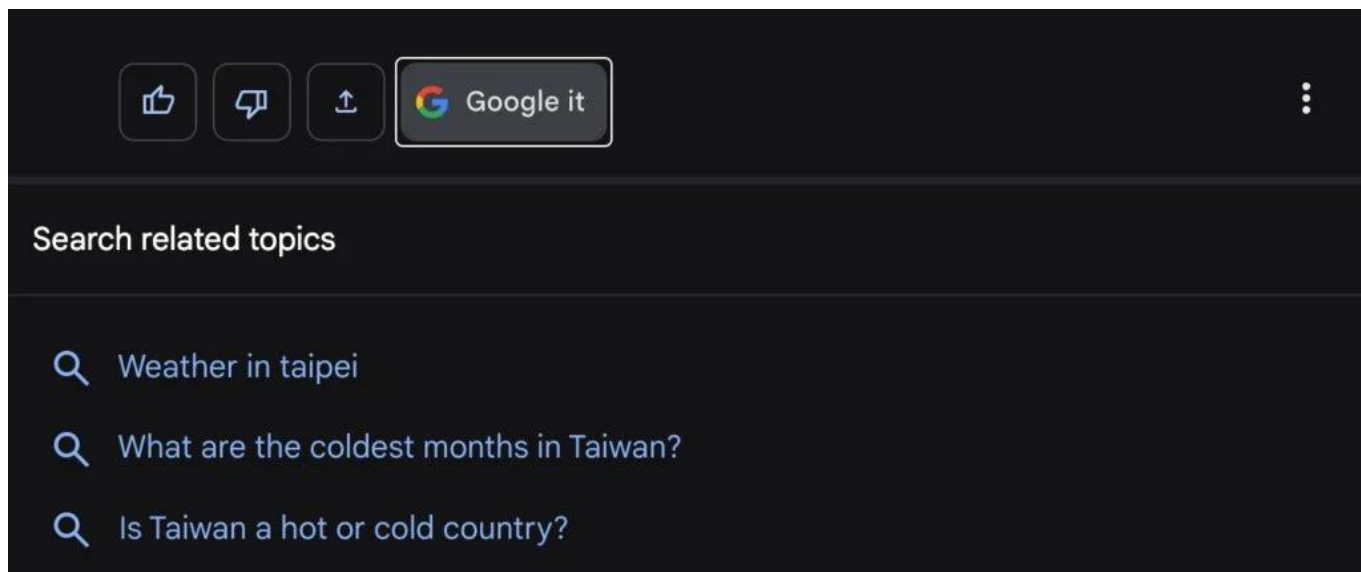 Google it
Search related topics
Weather in taipei
What are the coldest months in Taiwan?
Is Taiwan a hot or cold country?